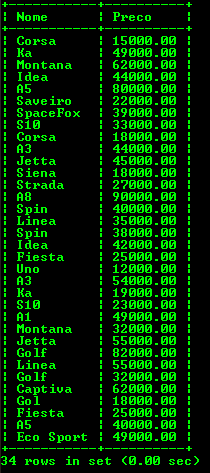 Nome Preco
Corsa 15000.00
Ka 49000.00
Montana 62000.00
Idea 44000.00
A5 80000.00
Saveiro 22000.00
SpaceFox 39000.00
S10 33000.00
Corsa 18000.00
A3 44000.00
Jetta 45000.00
Siena 18000.00
Strada 27000.00
A8 90000.00
Spin 40000.00
Linea 35000.00
Spin 38000.00
Idea 42000.00
Fiesta 25000.00
Uno 12000.00
A3 54000.00
Ka 19000.00
S10 23000.00
A1 49000.00
Montana 32000.00
Jetta 55000.00
Golf 82000.00
Linea 55000.00
Golf 32000.00
Captiva 62000.00
Gol 18000.00
Fiesta 25000.00
A5 40000.00
Eco Sport 49000.00
34 rows in set (0.00 sec)